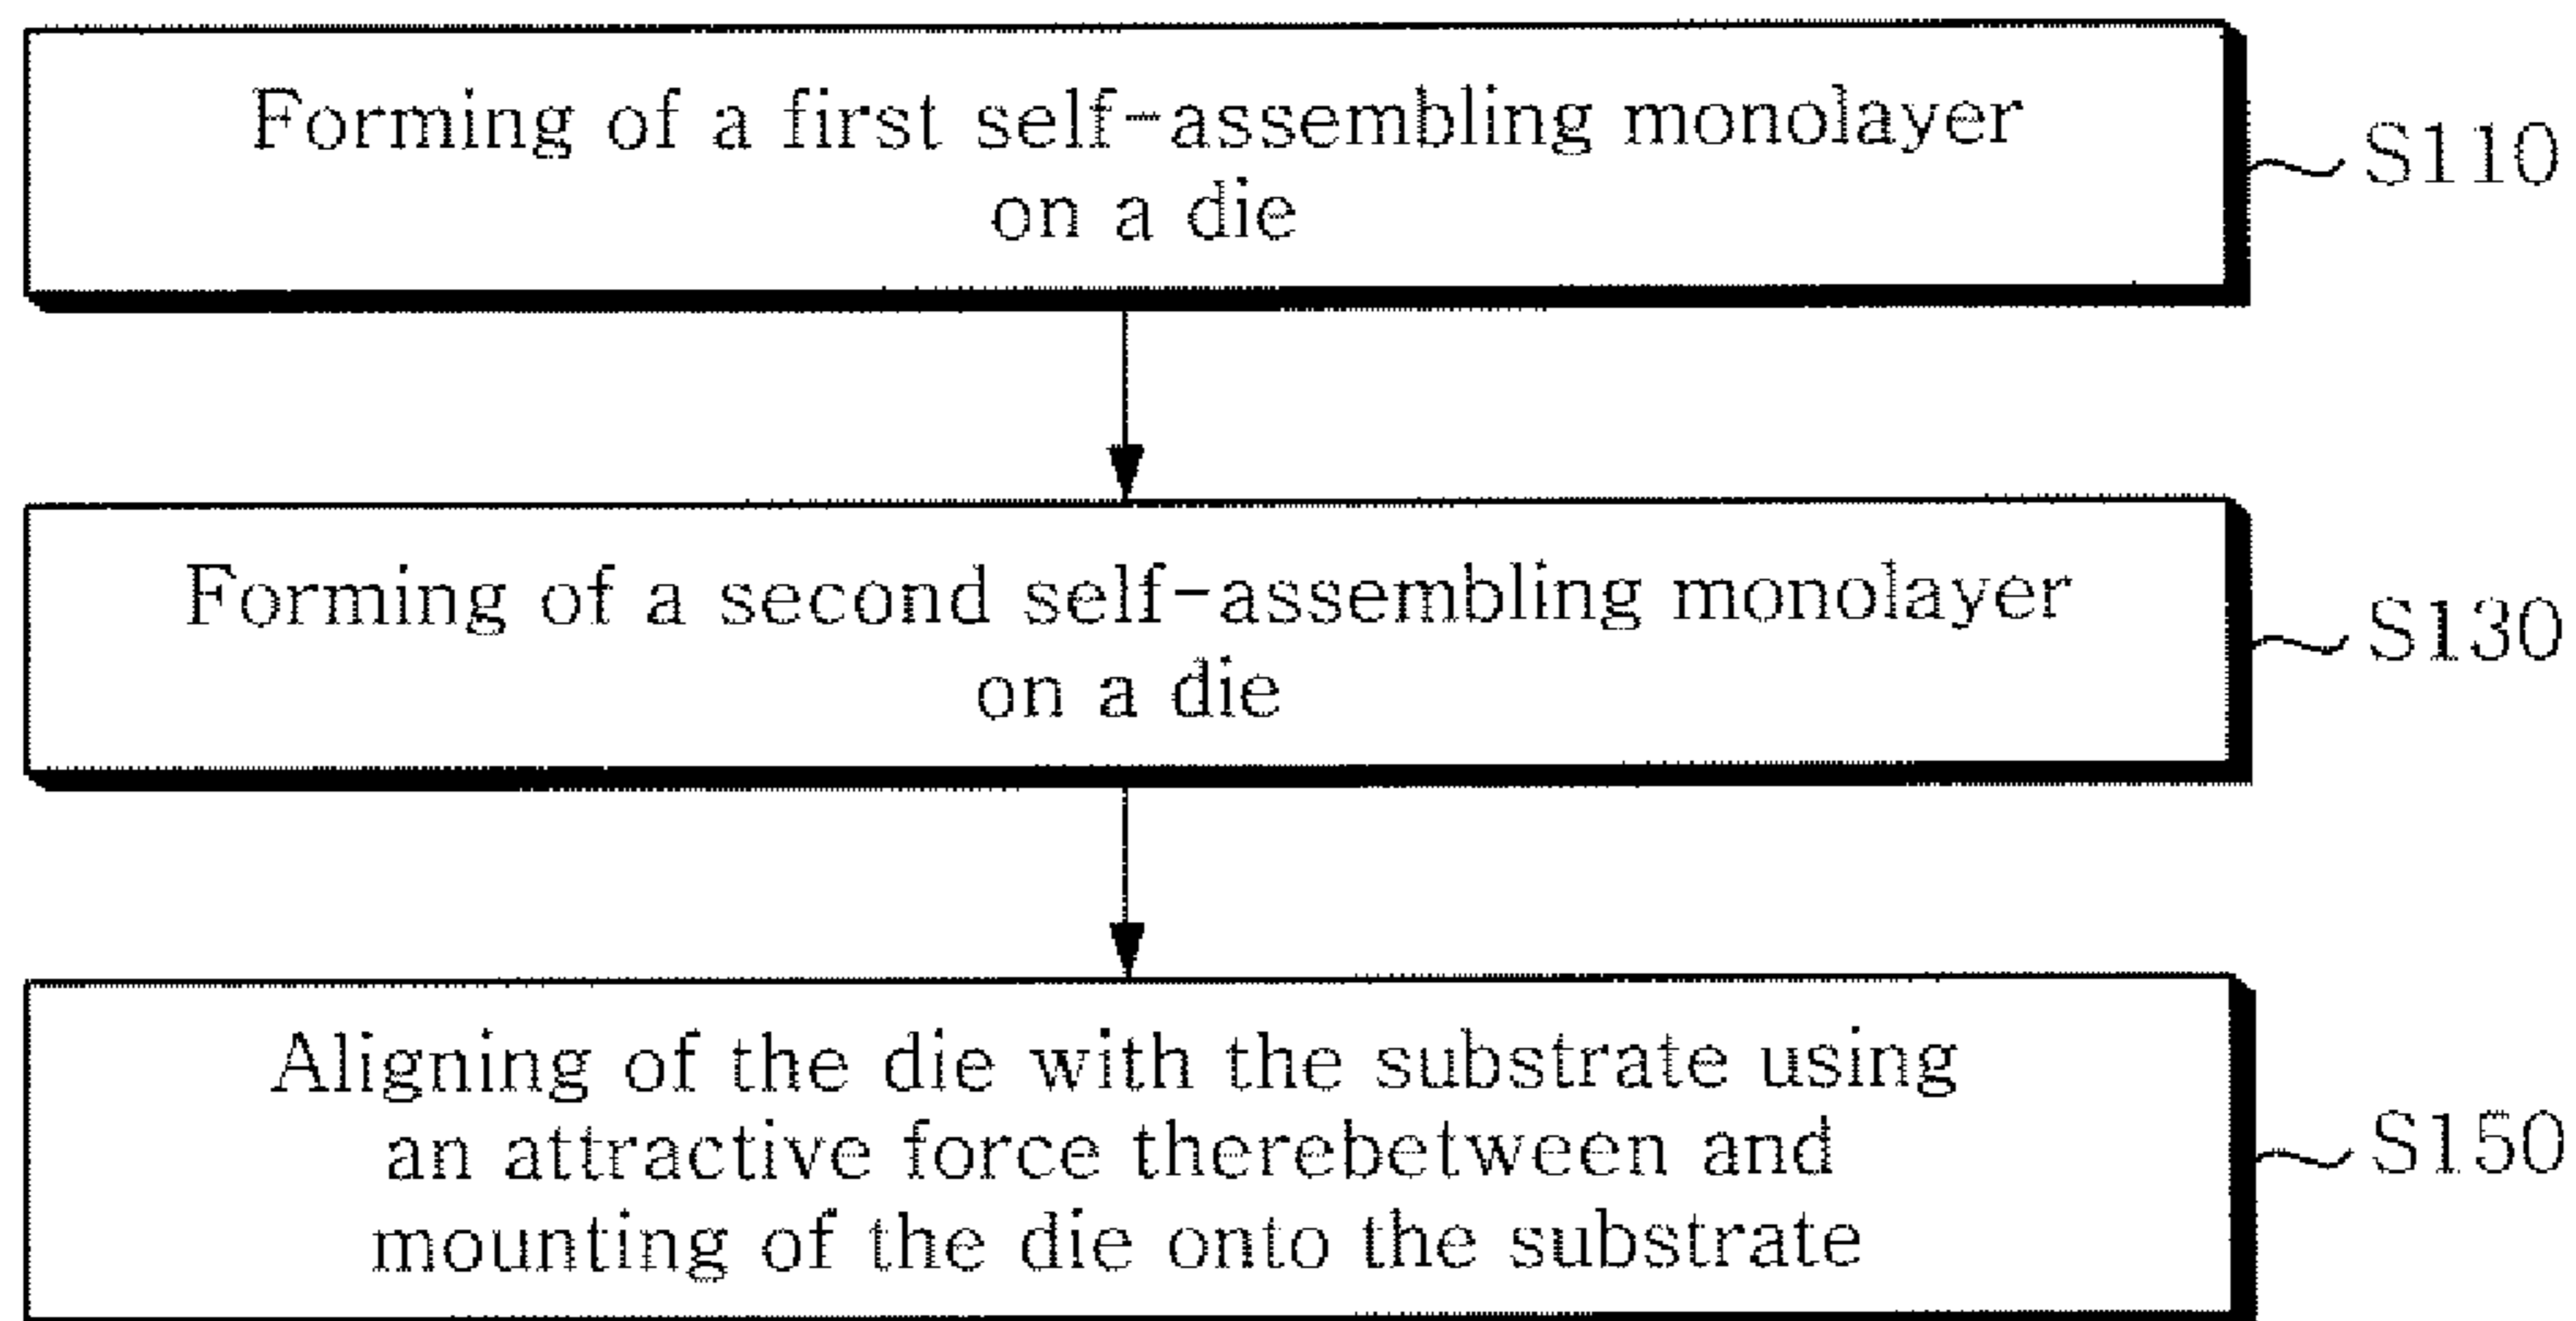 Forming of a first self-assembling monolayer
on a die
S110
Forming of a second self-assembling monolayer
on a die
S130
Aligning of the die with the substrate using
an attractive force therebetween and
mounting of the die onto the substrate
S150